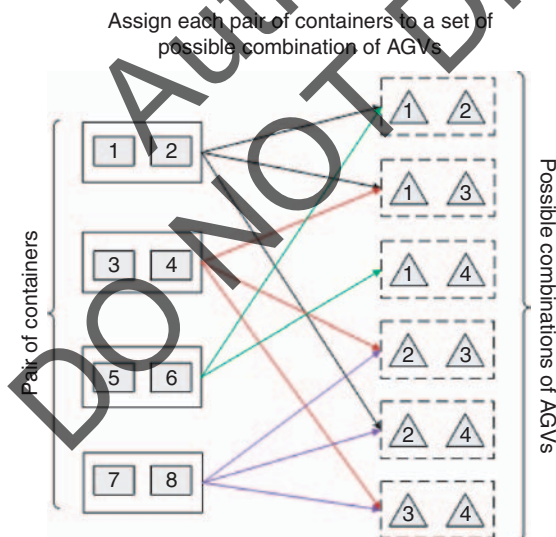 Assign each pair of containers to a set of
possible combination of AGVs
Pair of containers
1 2
3 4
5 6
7 8
1 2
1 3
1 4
2 3
2 4
3 4
Possible combinations of AGVs
DO NOT